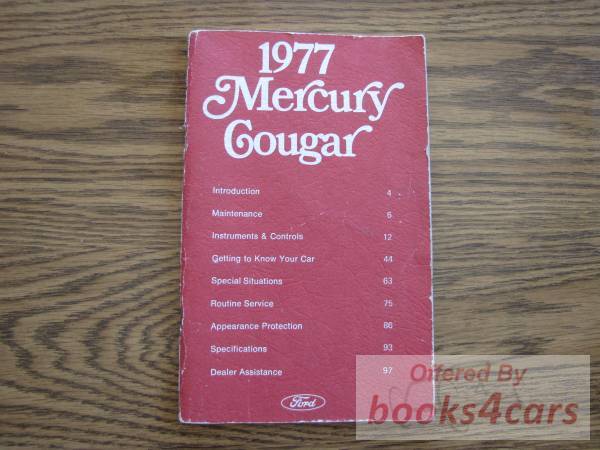 1977
Mercury
Cougar
Introduction 4
Maintenance 6
Instruments & Controls 12
Getting to Know Your Car 44
Special Situations 63
Routine Service 75
Appearance Protection 86
Specifications 93
Dealer Assistance 97
Ford
Offered By
books4cars